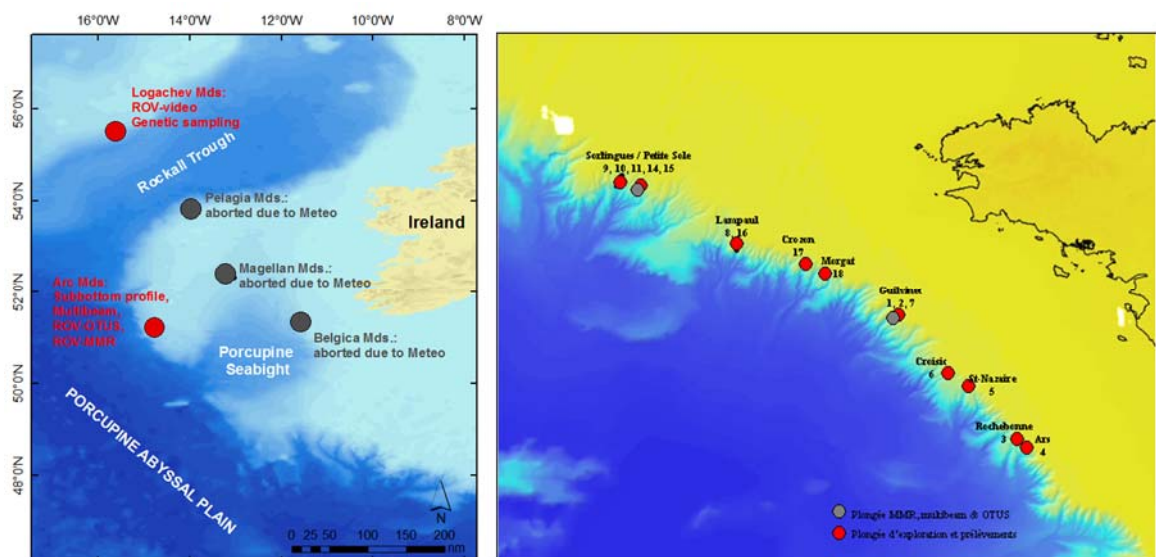 16°W
14°0'W
12°0'W
10°0'W
8°0'W
56°0'N
54°0'N
52°0'N
50°0'N
48°0'N
Logachev Mds:
ROV-video
Genetic sampling
Rockall Trough
Pelagia Mds.:
aborted due to Meteo
Ireland
Magellan Mds.:
aborted due to Meteo
Arc Mds:
Subbottom profile,
Multibeam,
ROV-OTUS,
ROV-MMR
Belgica Mds.:
aborted due to Meteo
Porcupine
Seabight
PORCUPINE ABYSSAL PLAIN
N
0 25 50 100 150 200
nm
Sorlingues / Petite Sole
9, 10, 11, 14, 15
Lampaul
8, 16
Crozon
17
Morgat
18
Guilvinec
1, 2, 7
Croisic
6
St-Nazaire
5
Rochebonne
3
Ars
4
Plongée MMR, multibeam & OTUS
Plongée d'exploration et prélèvements